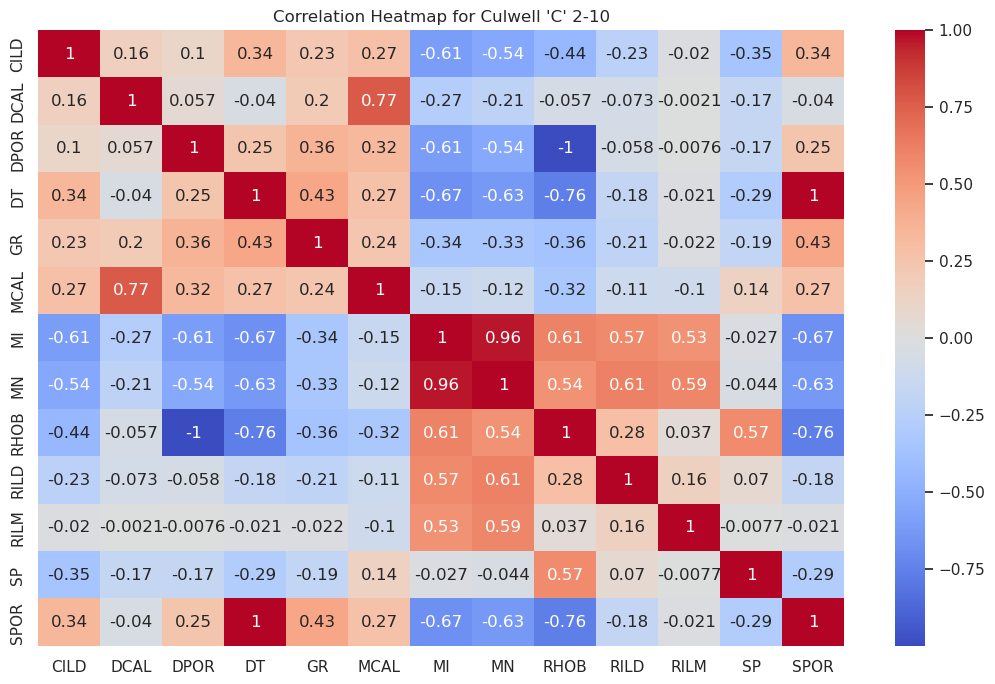 Correlation Heatmap for Culwell 'C' 2-10
CILD 1 0.16 0.1 0.34 0.23 0.27 -0.61 -0.54 -0.44 -0.23 -0.02 -0.35 0.34
DCAL 0.16 1 0.057 -0.04 0.2 0.77 -0.27 -0.21 -0.057 -0.073 -0.0021 -0.17 -0.04
DPOR 0.1 0.057 1 0.25 0.36 0.32 -0.61 -0.54 -1 -0.058 -0.0076 -0.17 0.25
DT 0.34 -0.04 0.25 1 0.43 0.27 -0.67 -0.63 -0.76 -0.18 -0.021 -0.29 1
GR 0.23 0.2 0.36 0.43 1 0.24 -0.34 -0.33 -0.36 -0.21 -0.022 -0.19 0.43
MCAL 0.27 0.77 0.32 0.27 0.24 1 -0.15 -0.12 -0.32 -0.11 -0.1 0.14 0.27
MI -0.61 -0.27 -0.61 -0.67 -0.34 -0.15 1 0.96 0.61 0.57 0.53 -0.027 -0.67
MN -0.54 -0.21 -0.54 -0.63 -0.33 -0.12 0.96 1 0.54 0.61 0.59 -0.044 -0.63
RHOB -0.44 -0.057 -1 -0.76 -0.36 -0.32 0.61 0.54 1 0.28 0.037 0.57 -0.76
RILD -0.23 -0.073 -0.058 -0.18 -0.21 -0.11 0.57 0.61 0.28 1 0.16 0.07 -0.18
RILM -0.02 -0.0021 -0.0076 -0.021 -0.022 -0.1 0.53 0.59 0.037 0.16 1 -0.0077 -0.021
SP -0.35 -0.17 -0.17 -0.29 -0.19 0.14 -0.027 -0.044 0.57 0.07 -0.0077 1 -0.29
SPOR 0.34 -0.04 0.25 1 0.43 0.27 -0.67 -0.63 -0.76 -0.18 -0.021 -0.29 1
CILD DCAL DPOR DT GR MCAL MI MN RHOB RILD RILM SP SPOR
1.00
0.75
0.50
0.25
0.00
-0.25
-0.50
-0.75